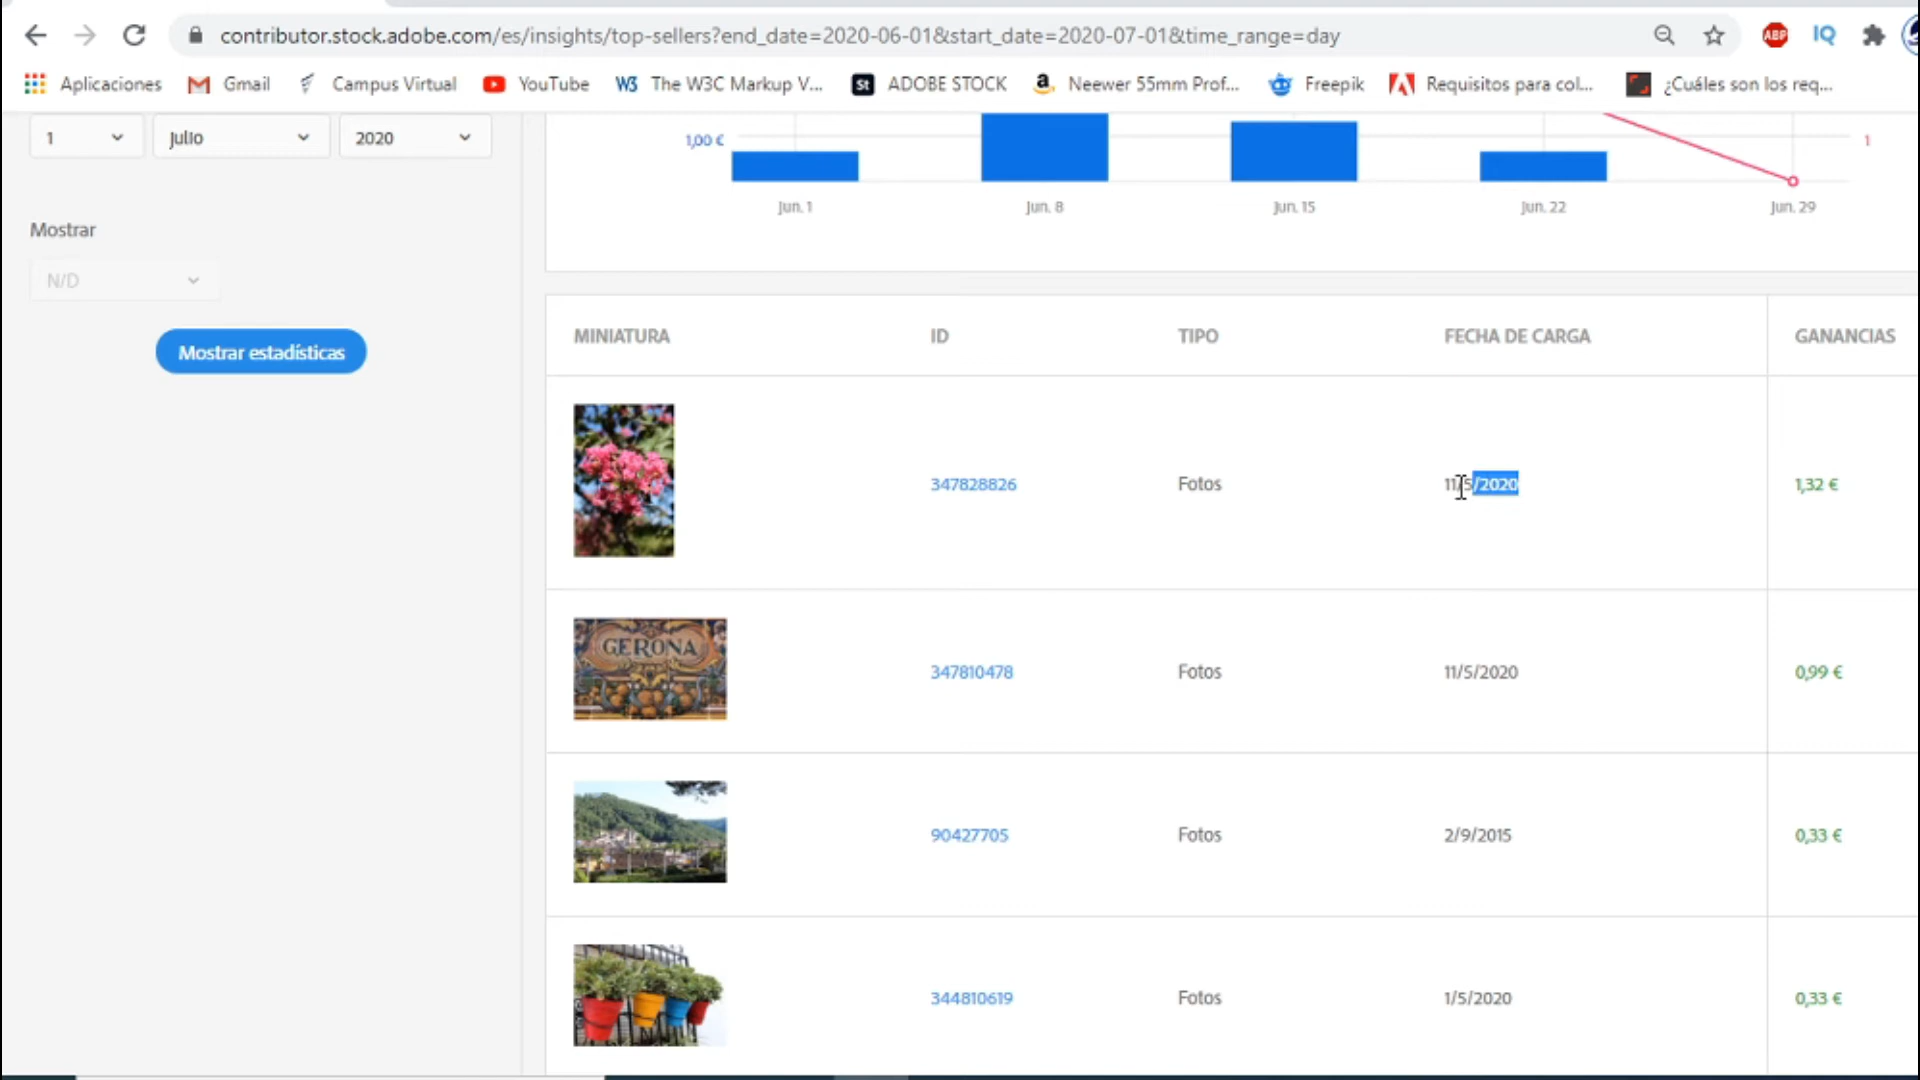 contributor.stock.adobe.com/es/insights/top-sellers?end_date=2020-06-01&start_date=2020-07-01&time_range=day
ABP
IQ
Aplicaciones
Gmail
Campus Virtual
YouTube
W3 The W3C Markup V...
St ADOBE STOCK
a Neewer 55mm Prof...
Freepik
Requisitos para col...
¿Cuáles son los req...
1
Julio
2020
Mostrar
N/D
Mostrar estadísticas
1,00 €
1
Jun. 1
Jun. 8
Jun. 15
Jun. 22
Jun. 29
MINIATURA ID TIPO FECHA DE CARGA GANANCIAS
347828826 Fotos 11/5/2020 1,32 €
GERONA
347810478 Fotos 11/5/2020 0,99 €
90427705 Fotos 2/9/2015 0,33 €
344810619 Fotos 1/5/2020 0,33 €